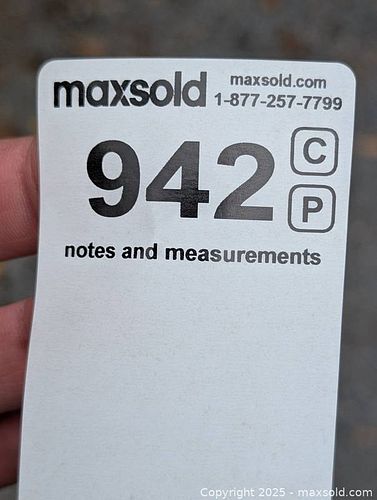 maxsold maxsold.com
1-877-257-7799
942 C
P
notes and measurements
Copyright 2025 - maxsold.com